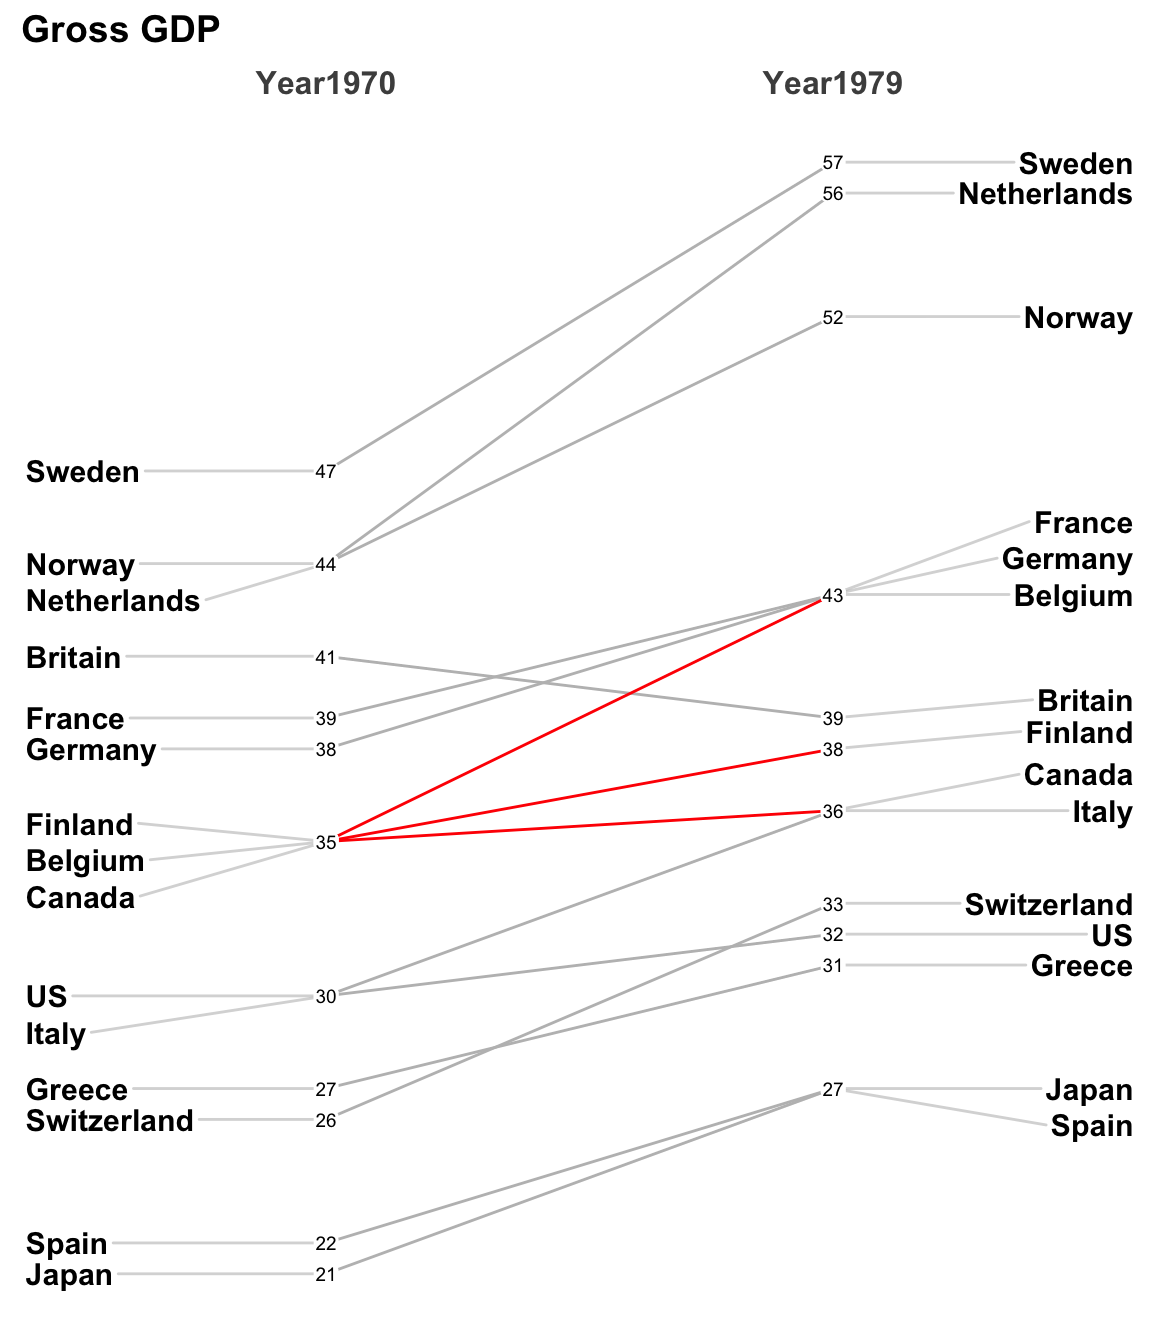 Gross GDP
Year1970 Year1979
57 Sweden
56 Netherlands
52 Norway
Sweden 47
France
Norway 44 Germany
Netherlands 43 Belgium
Britain 41
Britain
France 39 39
Finland
Germany 38 38
Canada
36 Italy
Finland
35
Belgium
Canada
33 Switzerland
32 US
31 Greece
US 30
Italy
Greece 27 27 Japan
Switzerland 26 Spain
Spain 22
Japan 21